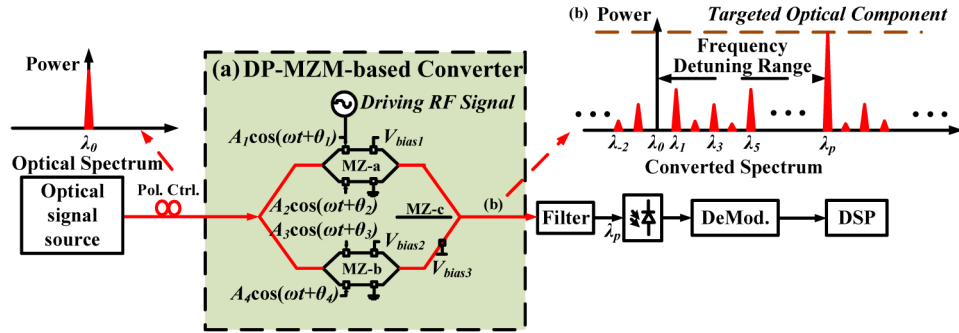 (b) Power Targeted Optical Component
Frequency
Detuning Range
••• ••• •••
λ-2 λ0 λ1 λ3 λ5 λp
Converted Spectrum
Power
λ0
Optical Spectrum
(a) DP-MZM-based Converter
Driving RF Signal
A1cos(ωt+θ1) Vbias1
MZ-a
A2cos(ωt+θ2)
MZ-c
A3cos(ωt+θ3) Vbias2
MZ-b
Vbias3
A4cos(ωt+θ4)
(b)
Optical
signal
source
Pol. Ctrl.
Filter
λp
DeMod.
DSP